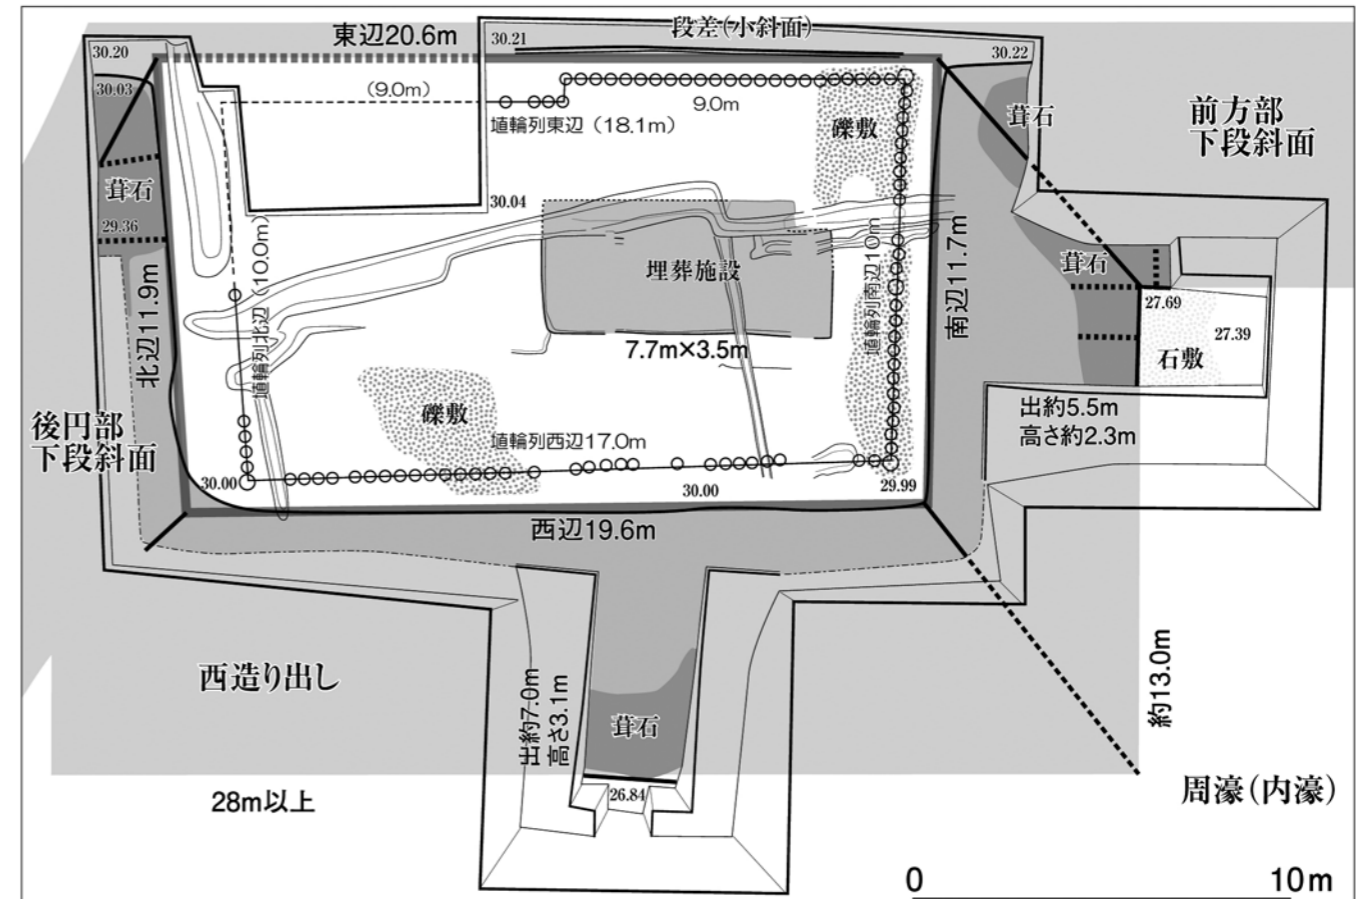 東辺20.6m
段差(小斜面)
30.20
30.21
30.22
30.03
(9.0m)
9.0m
埴輪列東辺（18.1m）
礫敷
葺石
前方部
下段斜面
葺石
29.36
30.04
埴輪列北辺（10.0m）
北辺11.9m
埋葬施設
7.7m×3.5m
埴輪列南辺10m
南辺11.7m
葺石
27.69
27.39
石敷
出約5.5m
高さ約2.3m
礫敷
埴輪列西辺17.0m
後円部
下段斜面
30.00
30.00
29.99
西辺19.6m
西造り出し
出約7.0m
高さ3.1m
葺石
26.84
約13.0m
28m以上
周濠（内濠）
0
10m